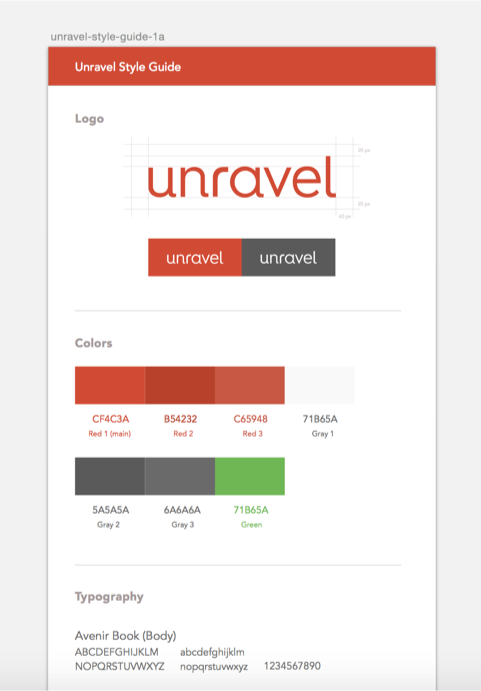 unravel-style-guide-1a
Unravel Style Guide
Logo
20 px
unravel
20 px
40 px
unravel unravel
Colors
CF4C3A B54232 C65948 71B65A
Red 1 (main) Red 2 Red 3 Gray 1
5A5A5A 6A6A6A 71B65A
Gray 2 Gray 3 Green
Typography
Avenir Book (Body)
ABCDEFGHIJKLM abcdefghijklm
NOPQRSTUVWXYZ nopqrstuvwxyz 1234567890